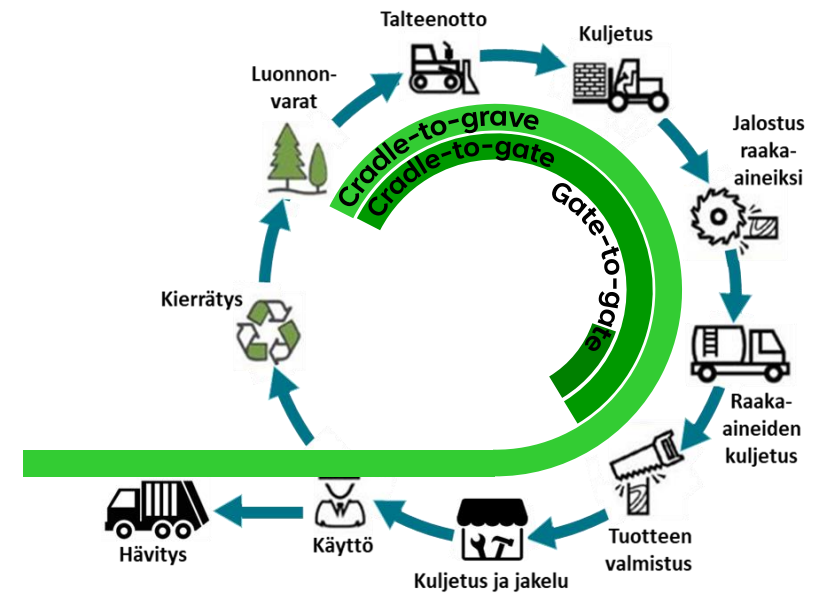 Talteenotto
Kuljetus
Luonnon-
varat
Jalostus
raaka-
aineiksi
Cradle-to-grave
Cradle-to-gate
Gate-to-gate
Kierrätys
Raaka-
aineiden
kuljetus
Tuotteen
valmistus
Kuljetus ja jakelu
Käyttö
Hävitys